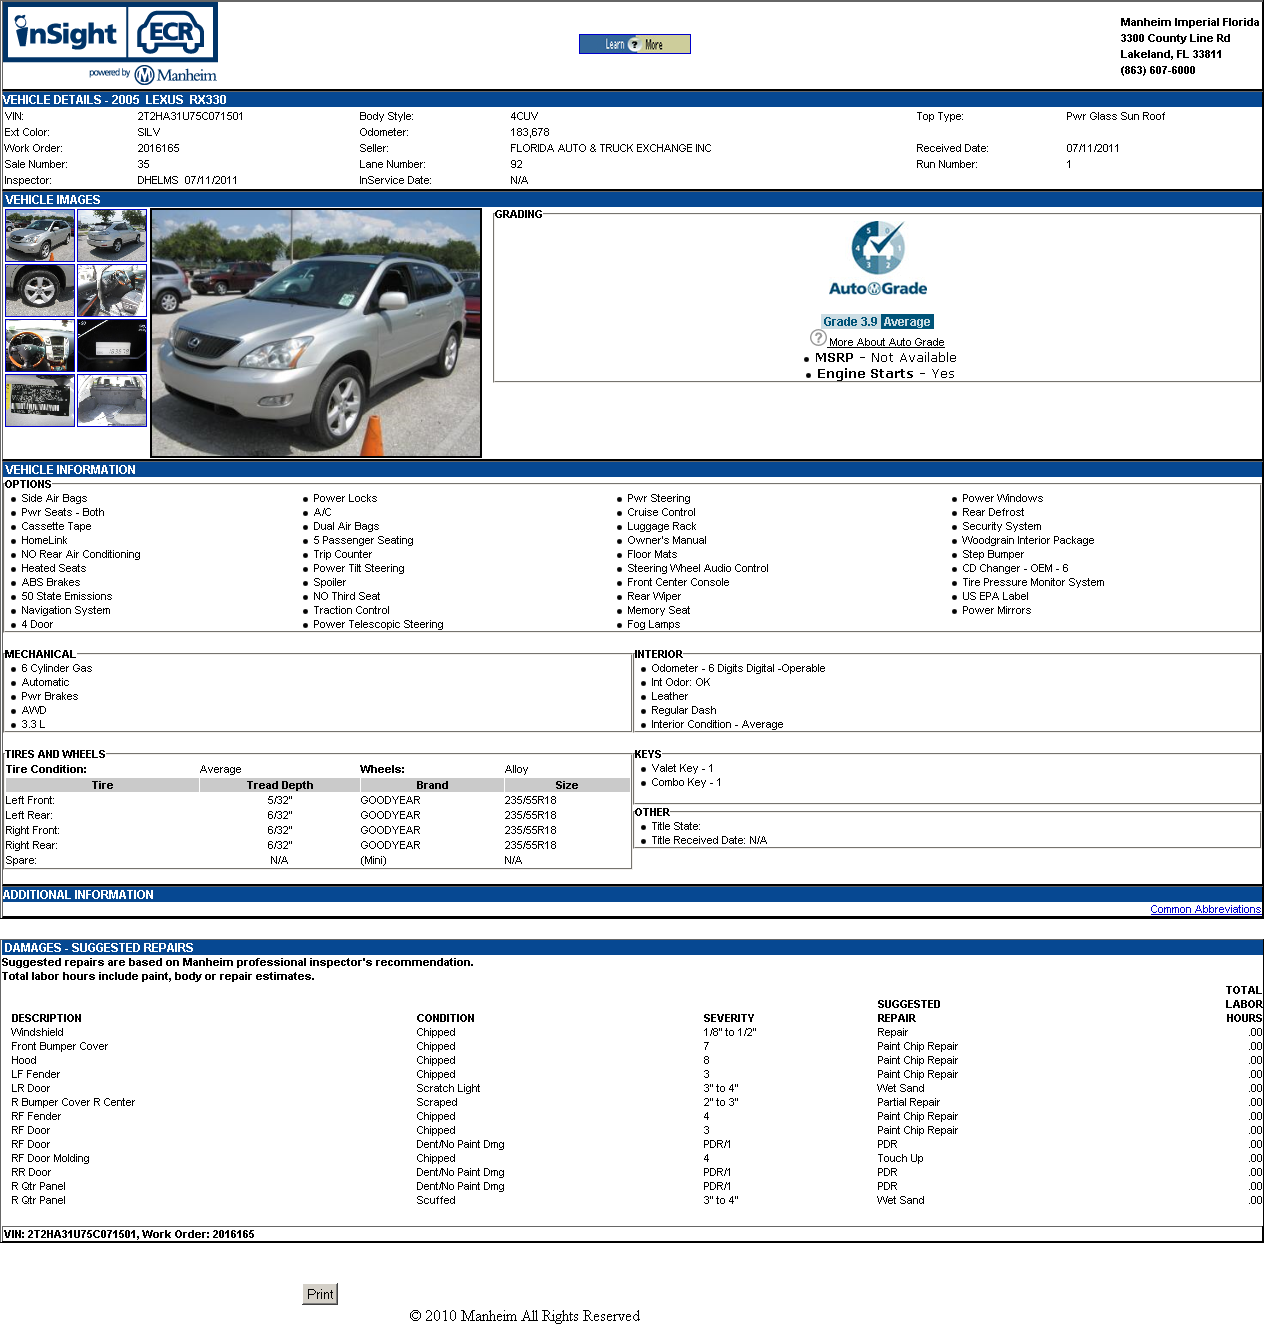 inSight ECR
powered by Manheim
Learn ? More
Manheim Imperial Florida
3300 County Line Rd
Lakeland, FL 33811
(863) 607-6000
VEHICLE DETAILS - 2005 LEXUS RX330
VIN: 2T2HA31U75C071501 Body Style: 4CUV Top Type: Pwr Glass Sun Roof
Ext Color: SILV Odometer: 183,678
Work Order: 2016165 Seller: FLORIDA AUTO & TRUCK EXCHANGE INC Received Date: 07/11/2011
Sale Number: 35 Lane Number: 92 Run Number: 1
Inspector: DHELMS 07/11/2011 InService Date: N/A
VEHICLE IMAGES
GRADING
5 4 0 1 3 2
AutoGrade
Grade 3.9 Average
? More About Auto Grade
MSRP - Not Available
Engine Starts - Yes
VEHICLE INFORMATION
OPTIONS
Side Air Bags Power Locks Pwr Steering Power Windows
Pwr Seats - Both A/C Cruise Control Rear Defrost
Cassette Tape Dual Air Bags Luggage Rack Security System
HomeLink 5 Passenger Seating Owner's Manual Woodgrain Interior Package
NO Rear Air Conditioning Trip Counter Floor Mats Step Bumper
Heated Seats Power Tilt Steering Steering Wheel Audio Control CD Changer - OEM - 6
ABS Brakes Spoiler Front Center Console Tire Pressure Monitor System
50 State Emissions NO Third Seat Rear Wiper US EPA Label
Navigation System Traction Control Memory Seat Power Mirrors
4 Door Power Telescopic Steering Fog Lamps
MECHANICAL
6 Cylinder Gas
Automatic
Pwr Brakes
AWD
3.3 L
INTERIOR
Odometer - 6 Digits Digital -Operable
Int Odor: OK
Leather
Regular Dash
Interior Condition - Average
TIRES AND WHEELS
Tire Condition: Average Wheels: Alloy
Tire Tread Depth Brand Size
Left Front: 5/32" GOODYEAR 235/55R18
Left Rear: 6/32" GOODYEAR 235/55R18
Right Front: 6/32" GOODYEAR 235/55R18
Right Rear: 6/32" GOODYEAR 235/55R18
Spare: N/A (Mini) N/A
KEYS
Valet Key - 1
Combo Key - 1
OTHER
Title State:
Title Received Date: N/A
ADDITIONAL INFORMATION
Common Abbreviations
DAMAGES - SUGGESTED REPAIRS
Suggested repairs are based on Manheim professional inspector's recommendation.
Total labor hours include paint, body or repair estimates.
DESCRIPTION CONDITION SEVERITY SUGGESTED REPAIR TOTAL LABOR HOURS
Windshield Chipped 1/8" to 1/2" Repair .00
Front Bumper Cover Chipped 7 Paint Chip Repair .00
Hood Chipped 8 Paint Chip Repair .00
LF Fender Chipped 3 Paint Chip Repair .00
LR Door Scratch Light 3" to 4" Wet Sand .00
R Bumper Cover R Center Scraped 2" to 3" Partial Repair .00
RF Fender Chipped 4 Paint Chip Repair .00
RF Door Chipped 3 Paint Chip Repair .00
RF Door Dent/No Paint Dmg PDR/1 PDR .00
RF Door Molding Chipped 4 Touch Up .00
RR Door Dent/No Paint Dmg PDR/1 PDR .00
R Qtr Panel Dent/No Paint Dmg PDR/1 PDR .00
R Qtr Panel Scuffed 3" to 4" Wet Sand .00
VIN: 2T2HA31U75C071501, Work Order: 2016165
Print
© 2010 Manheim All Rights Reserved